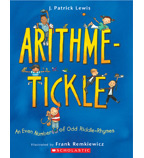 J. Patrick Lewis
ARITHME-
TICKLE
An Even Number of Odd Riddle-Rhymes
Illustrated by Frank Remkiewicz
SCHOLASTIC